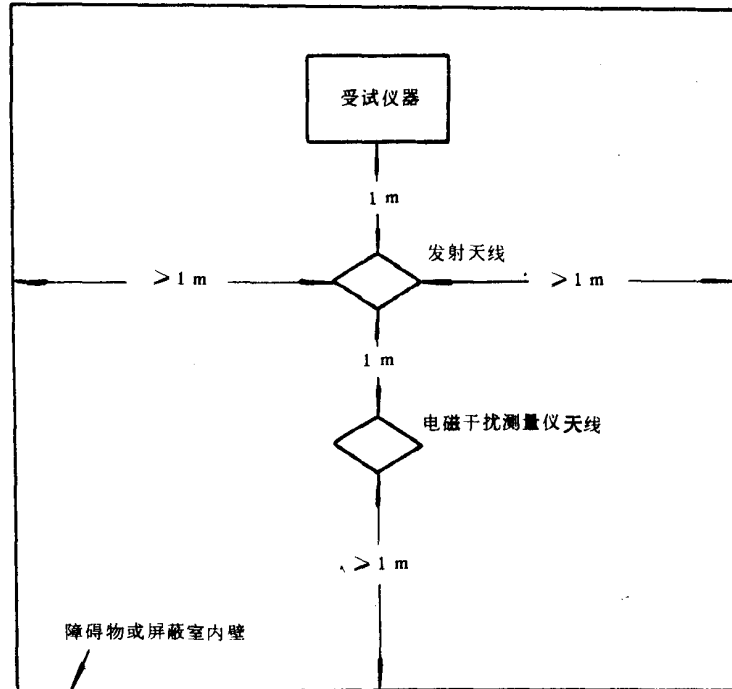 受试仪器
1 m
发射天线
≥1 m
≥1 m
1 m
电磁干扰测量仪天线
≥1 m
障碍物或屏蔽室内壁